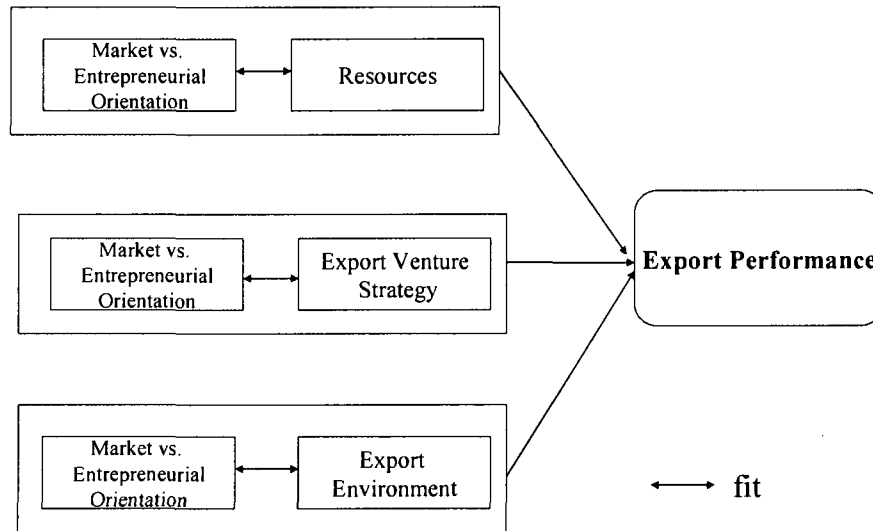 Market vs.
Entrepreneurial
Orientation
Resources
Market vs.
Entrepreneurial
Orientation
Export Venture
Strategy
Export Performance
Market vs.
Entrepreneurial
Orientation
Export
Environment
fit